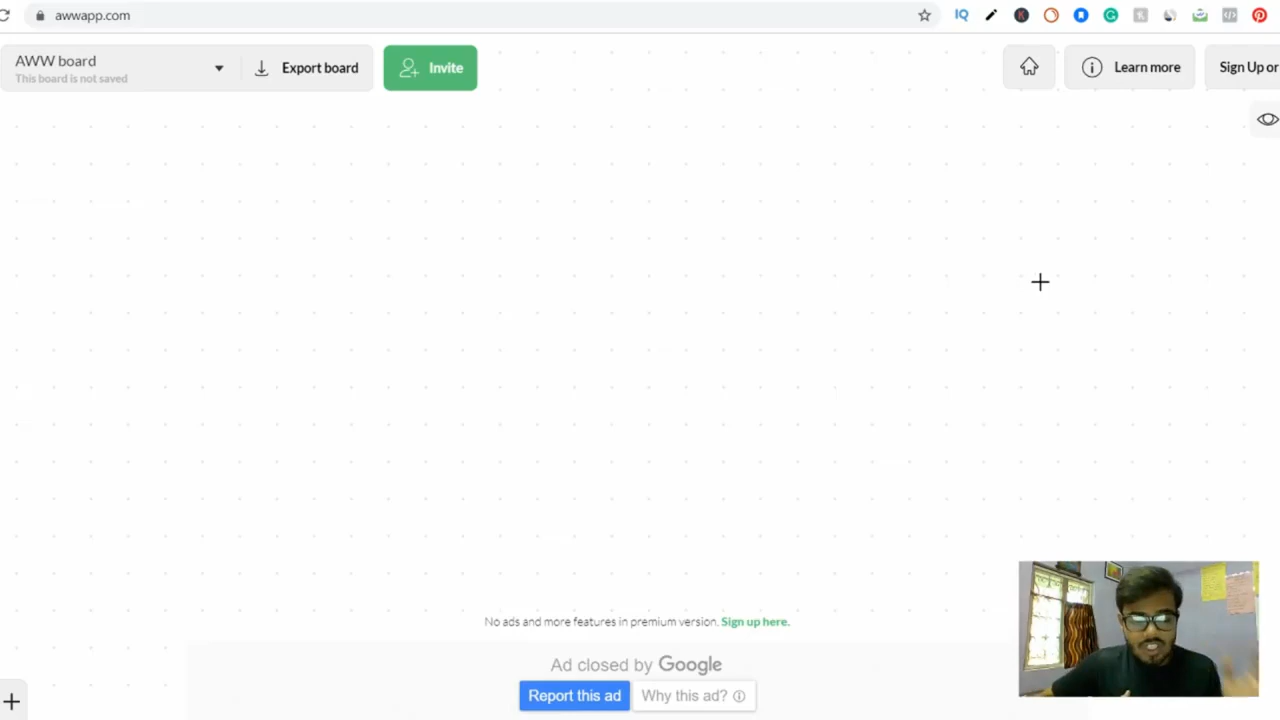 awwapp.com
AWW board
This board is not saved
Export board
Invite
Learn more
Sign Up or
No ads and more features in premium version. Sign up here.
Ad closed by Google
Report this ad
Why this ad?